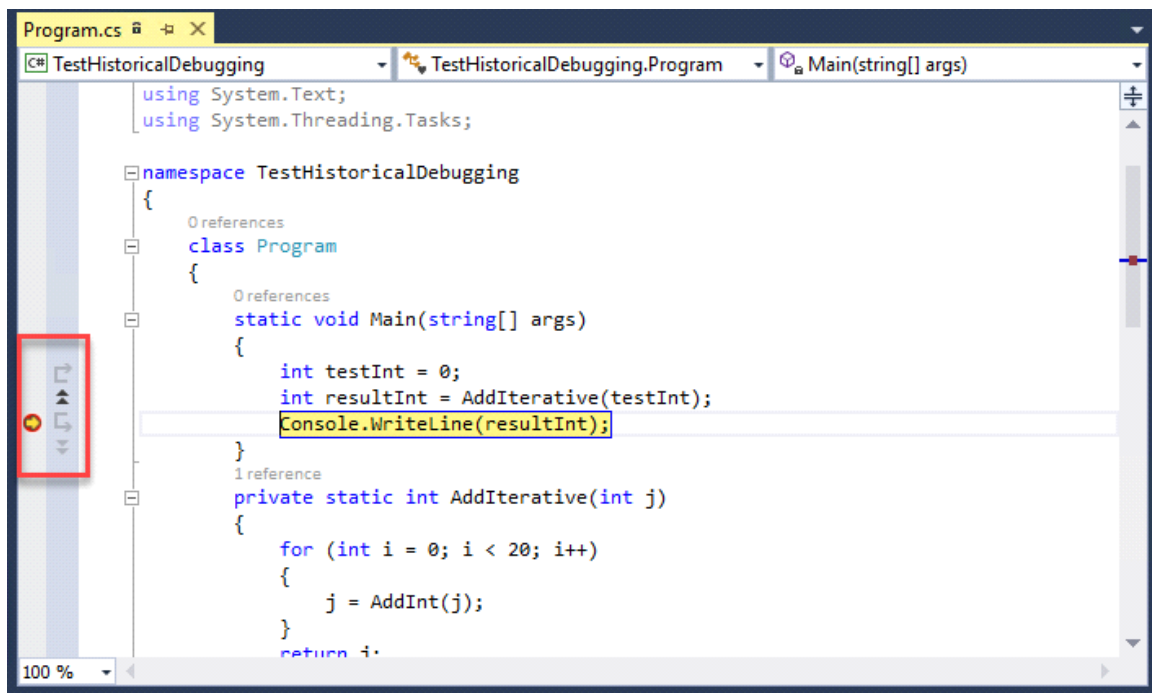 Program.cs
C# TestHistoricalDebugging TestHistoricalDebugging.Program Main(string[] args)
using System.Text;
using System.Threading.Tasks;
namespace TestHistoricalDebugging
{
0 references
class Program
{
0 references
static void Main(string[] args)
{
int testInt = 0;
int resultInt = AddIterative(testInt);
Console.WriteLine(resultInt);
}
1 reference
private static int AddIterative(int j)
{
for (int i = 0; i < 20; i++)
{
j = AddInt(j);
}
return j;
100 %